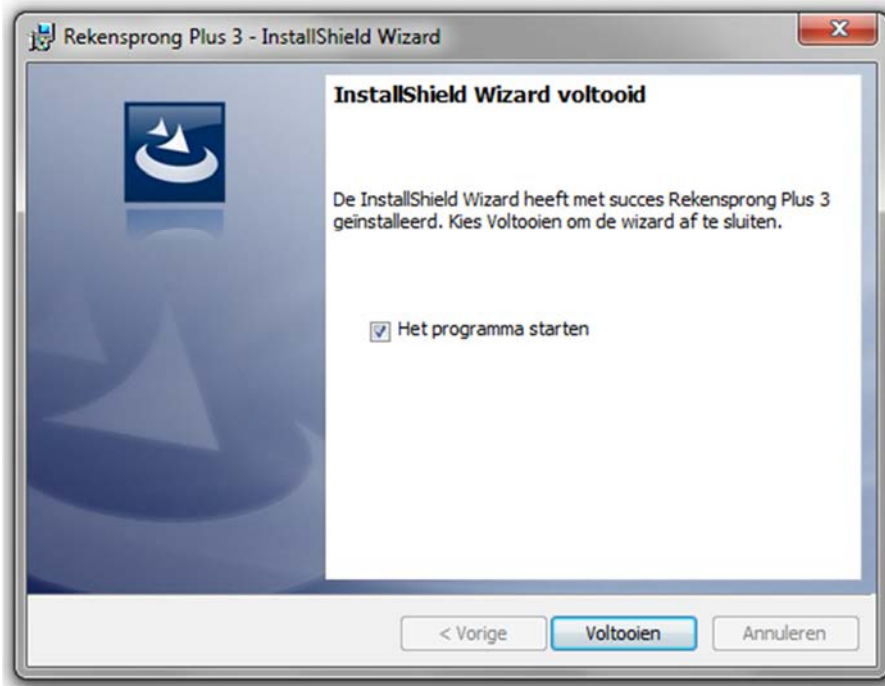 Rekensprong Plus 3 - InstallShield Wizard
InstallShield Wizard voltooid
De InstallShield Wizard heeft met succes Rekensprong Plus 3
geïnstalleerd. Kies Voltooien om de wizard af te sluiten.
Het programma starten
< Vorige
Voltooien
Annuleren